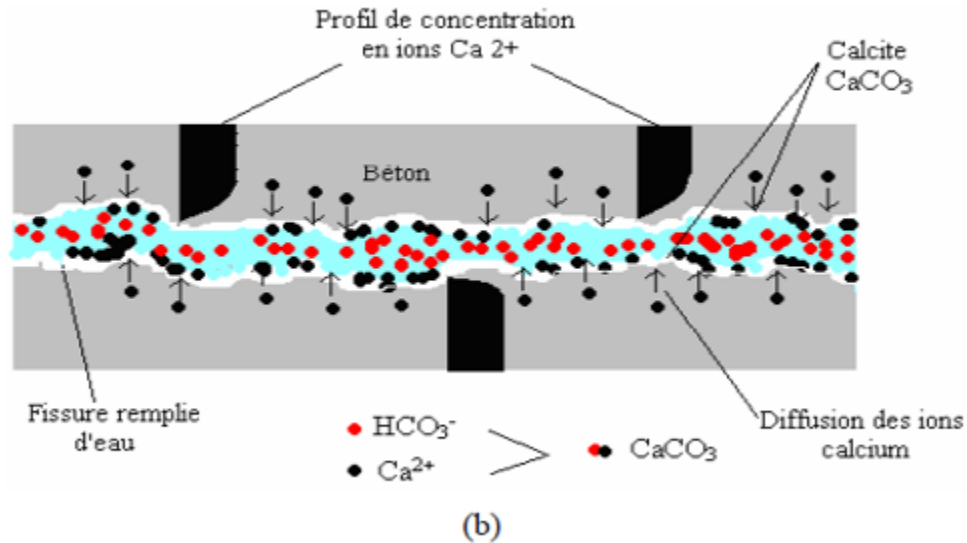 Profil de concentration
en ions Ca 2+
Calcite
CaCO₃
Béton
Fissure remplie
d'eau
HCO₃⁻
Ca²⁺
CaCO₃
Diffusion des ions
calcium
(b)